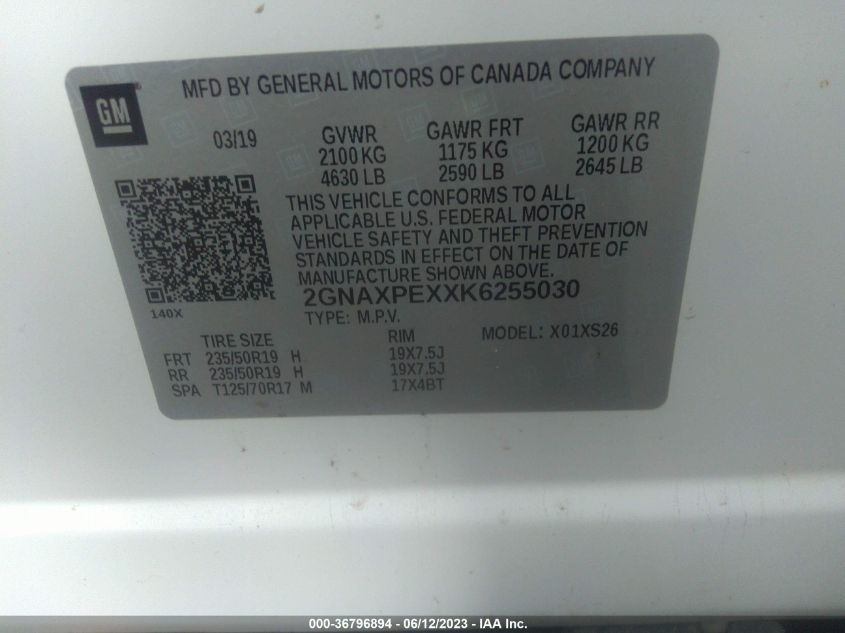 MFD BY GENERAL MOTORS OF CANADA COMPANY
GM
03/19 GVWR GAWR FRT GAWR RR
2100 KG 1175 KG 1200 KG
4630 LB 2590 LB 2645 LB
THIS VEHICLE CONFORMS TO ALL
APPLICABLE U.S. FEDERAL MOTOR
VEHICLE SAFETY AND THEFT PREVENTION
STANDARDS IN EFFECT ON THE DATE OF
MANUFACTURE SHOWN ABOVE.
2GNAXPEXXK6255030
140X
TYPE: M.P.V. MODEL: X01XS26
TIRE SIZE RIM
FRT 235/50R19 H 19X7.5J
RR 235/50R19 H 19X7.5J
SPA T125/70R17 M 17X4BT
000-36796894 - 06/12/2023 - IAA Inc.